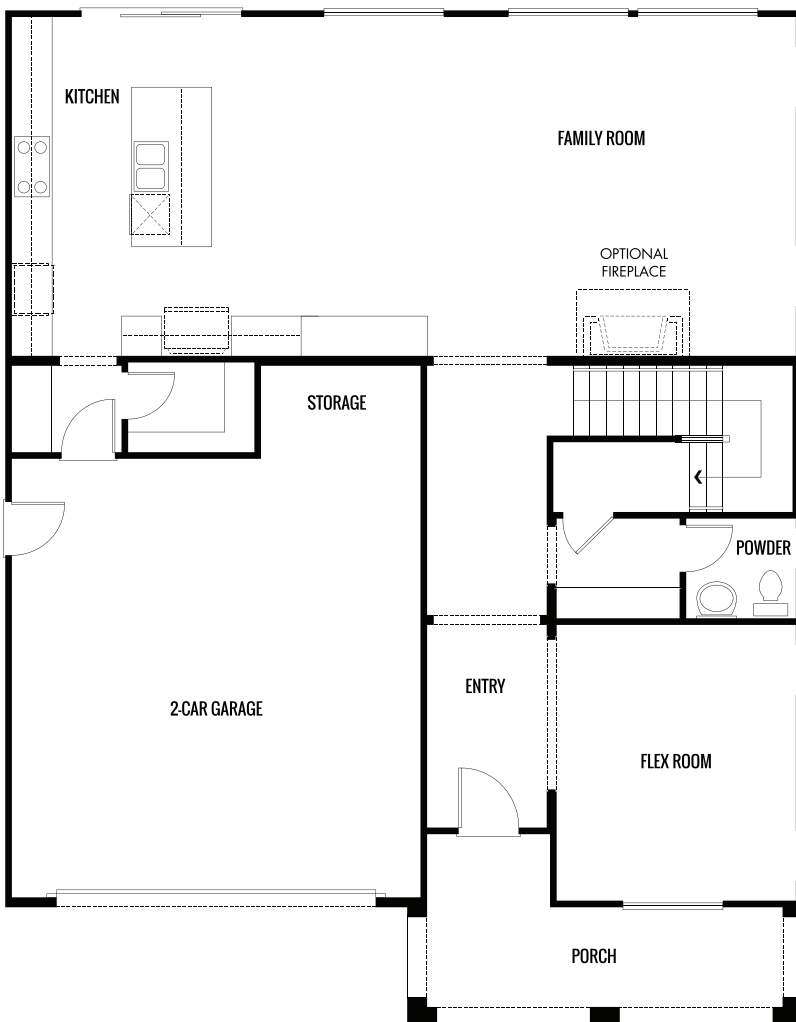 KITCHEN
FAMILY ROOM
OPTIONAL
FIREPLACE
STORAGE
POWDER
ENTRY
2-CAR GARAGE
FLEX ROOM
PORCH